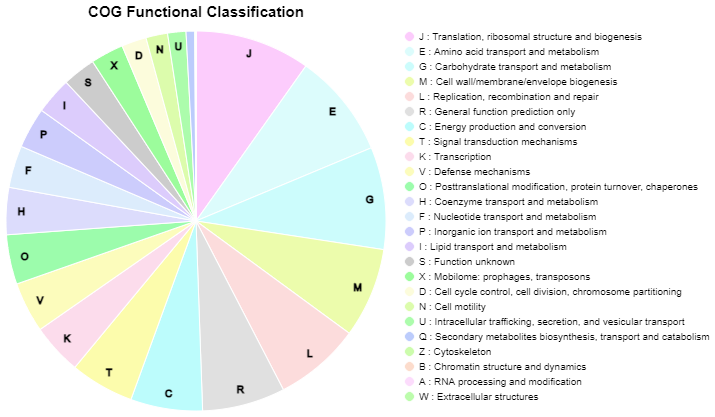 COG Functional Classification
J
E
G
M
L
R
C
T
K
V
O
H
F
P
I
S
X
D
N
U
J : Translation, ribosomal structure and biogenesis
E : Amino acid transport and metabolism
G : Carbohydrate transport and metabolism
M : Cell wall/membrane/envelope biogenesis
L : Replication, recombination and repair
R : General function prediction only
C : Energy production and conversion
T : Signal transduction mechanisms
K : Transcription
V : Defense mechanisms
O : Posttranslational modification, protein turnover, chaperones
H : Coenzyme transport and metabolism
F : Nucleotide transport and metabolism
P : Inorganic ion transport and metabolism
I : Lipid transport and metabolism
S : Function unknown
X : Mobilome: prophages, transposons
D : Cell cycle control, cell division, chromosome partitioning
N : Cell motility
U : Intracellular trafficking, secretion, and vesicular transport
Q : Secondary metabolites biosynthesis, transport and catabolism
Z : Cytoskeleton
B : Chromatin structure and dynamics
A : RNA processing and modification
W : Extracellular structures